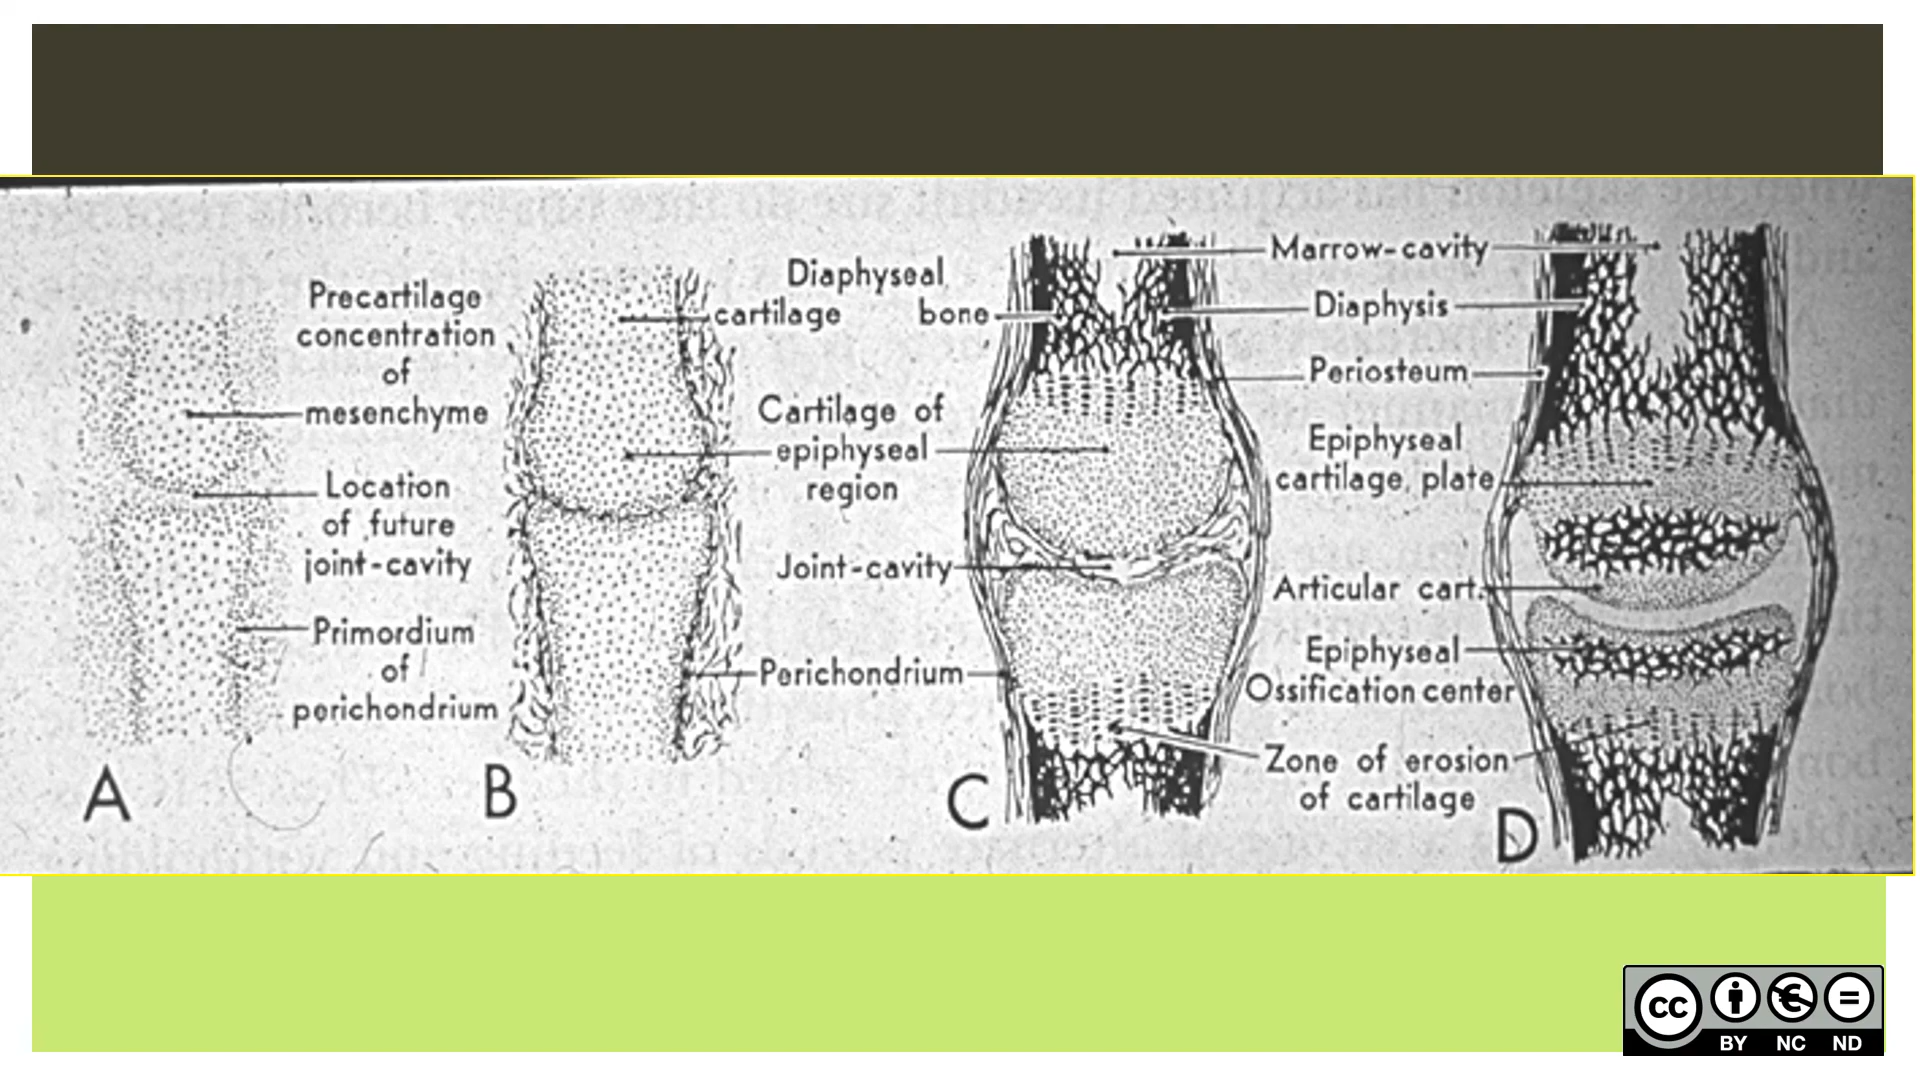 Precartilage
concentration
of
mesenchyme
Location
of future
joint-cavity
Primordium
of
perichondrium
A
Diaphyseal
cartilage bone
Cartilage of
epiphyseal
region
Joint-cavity
Perichondrium
B
C
Marrow-cavity
Diaphysis
Periosteum
Epiphyseal
cartilage plate
Articular cart.
Epiphyseal
Ossification center
Zone of erosion
of cartilage
D
cc
BY NC ND